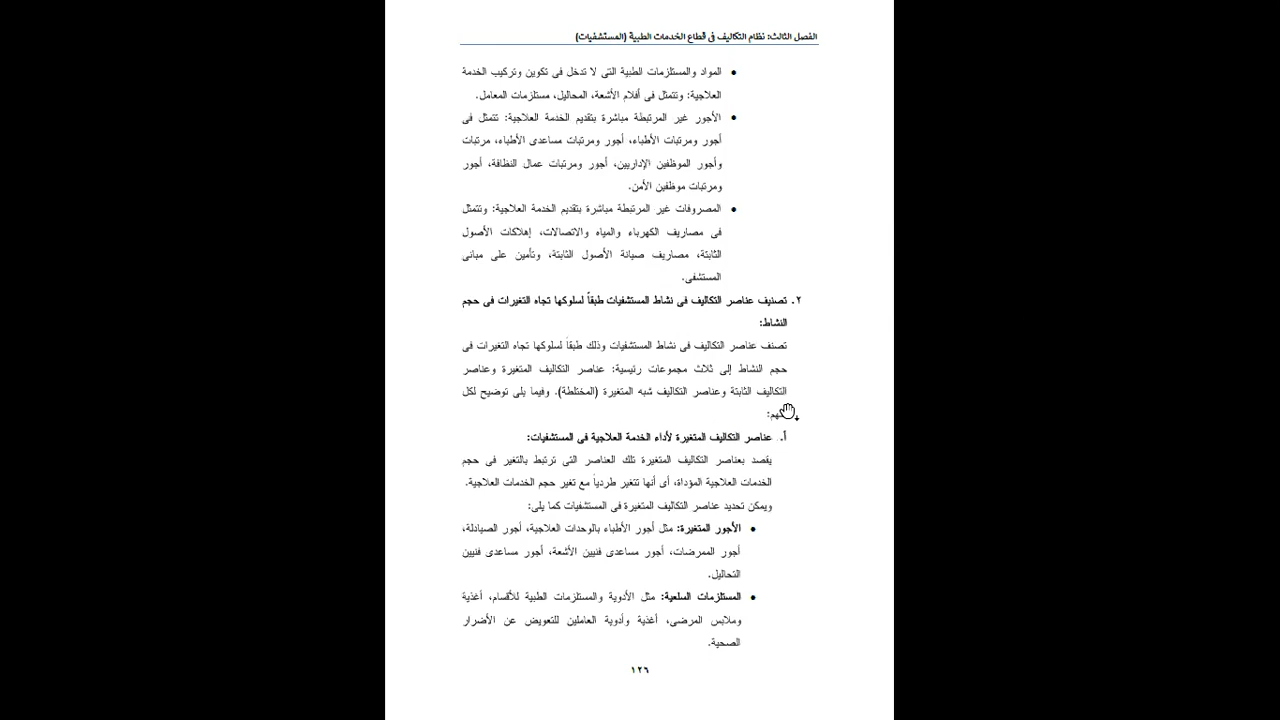 الفصل الثالث: نظام التكاليف فى قطاع الخدمات الطبية (المستشفيات)
• المواد والمستلزمات الطبية التى لا تدخل فى تكوين وتركيب الخدمة
العلاجية: وتتمثل فى أفلام الأشعة، المحاليل، مستلزمات المعامل.
• الأجور غير المرتبطة مباشرة بتقديم الخدمة العلاجية: تتمثل فى
أجور ومرتبات الأطباء، أجور ومرتبات مساعدى الأطباء، مرتبات
وأجور الموظفين الإداريين، أجور ومرتبات عمال النظافة، أجور
ومرتبات موظفين الأمن.
• المصروفات غير المرتبطة مباشرة بتقديم الخدمة العلاجية: وتتمثل
فى مصاريف الكهرباء والمياه والاتصالات، إهلاكات الأصول
الثابتة، مصاريف صيانة الأصول الثابتة، وتأمين على مبانى
المستشفى.
٢. تصنيف عناصر التكاليف فى نشاط المستشفيات طبقاً لسلوكها تجاه التغيرات فى حجم
النشاط:
تصنف عناصر التكاليف فى نشاط المستشفيات وذلك طبقاً لسلوكها تجاه التغيرات فى
حجم النشاط إلى ثلاث مجموعات رئيسية: عناصر التكاليف المتغيرة وعناصر
التكاليف الثابتة وعناصر التكاليف شبه المتغيرة (المختلطة). وفيما يلى توضيح لكل
أ. عناصر التكاليف المتغيرة لأداء الخدمة العلاجية فى المستشفيات:
يقصد بعناصر التكاليف المتغيرة تلك العناصر التى ترتبط بالتغير فى حجم
الخدمات العلاجية المؤداة، أى أنها تتغير طردياً مع تغير حجم الخدمات العلاجية.
ويمكن تحديد عناصر التكاليف المتغيرة فى المستشفيات كما يلى:
• الأجور المتغيرة: مثل أجور الأطباء بالوحدات العلاجية، أجور الصيادلة،
أجور الممرضات، أجور مساعدى فنيين الأشعة، أجور مساعدى فنيين
التحاليل.
• المستلزمات السلعية: مثل الأدوية والمستلزمات الطبية للأقسام، أغذية
وملابس المرضى، أغذية وأدوية العاملين للتعويض عن الأضرار
الصحية.
١٢٦